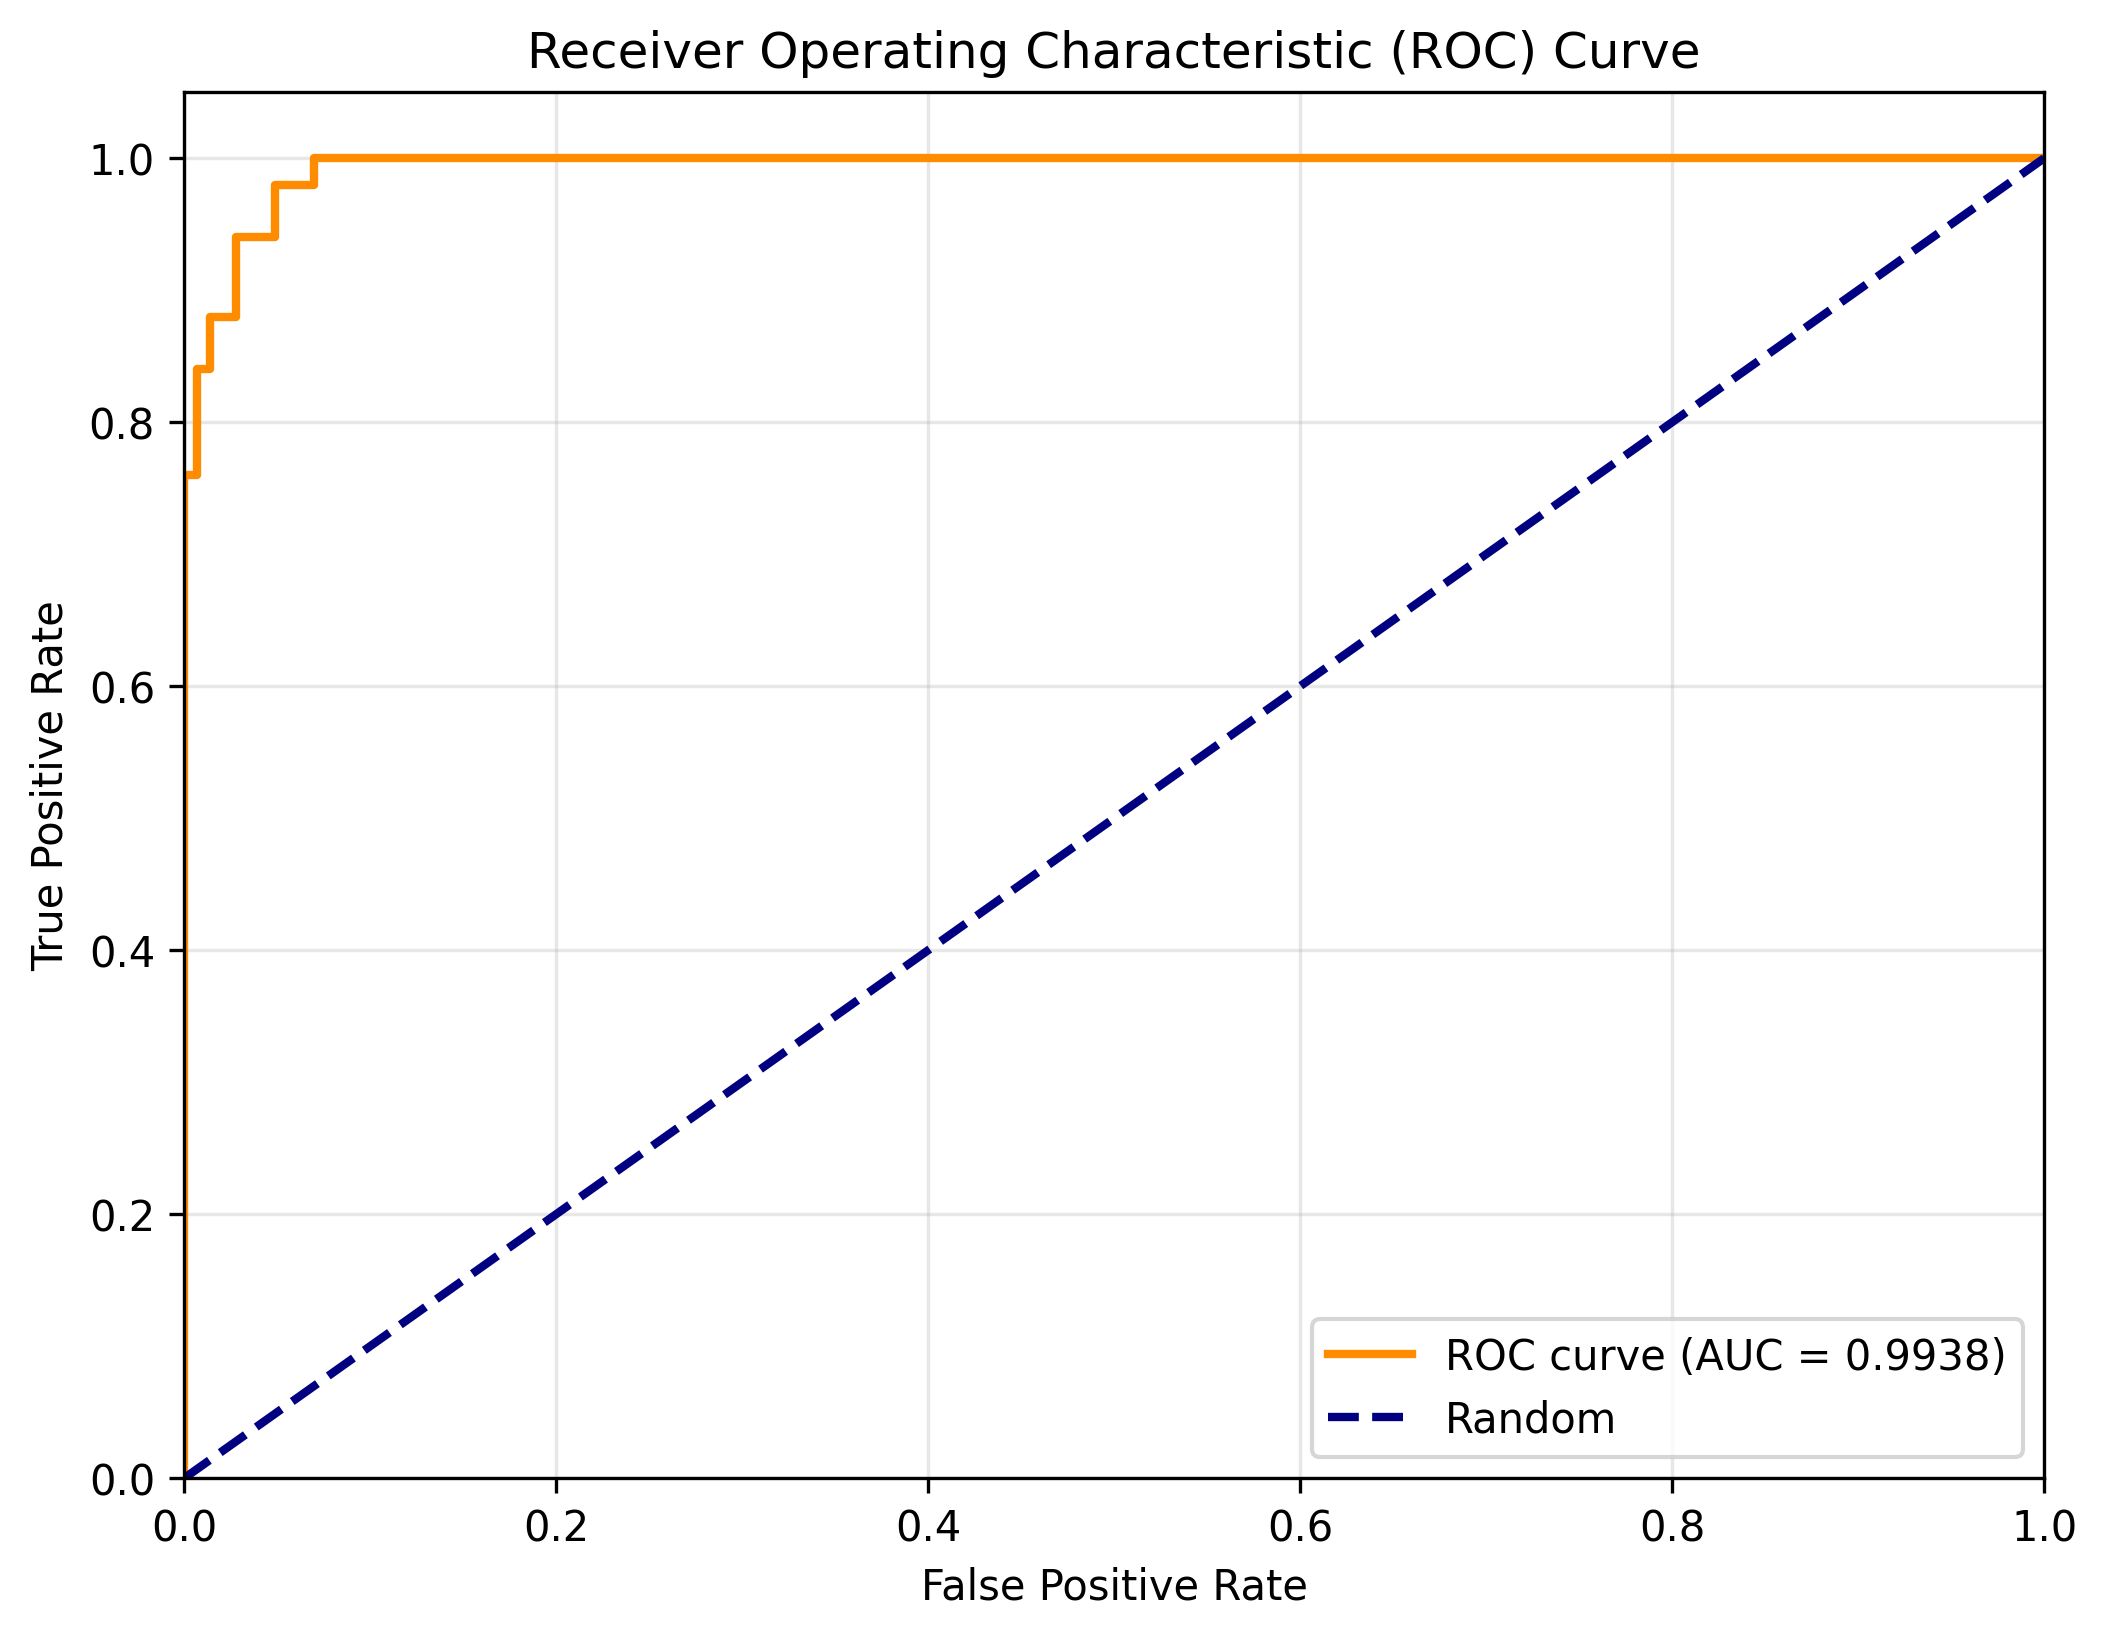 Receiver Operating Characteristic (ROC) Curve
1.0
0.8
0.6
0.4
0.2
0.0
True Positive Rate
ROC curve (AUC = 0.9938)
Random
0.0 0.2 0.4 0.6 0.8 1.0
False Positive Rate